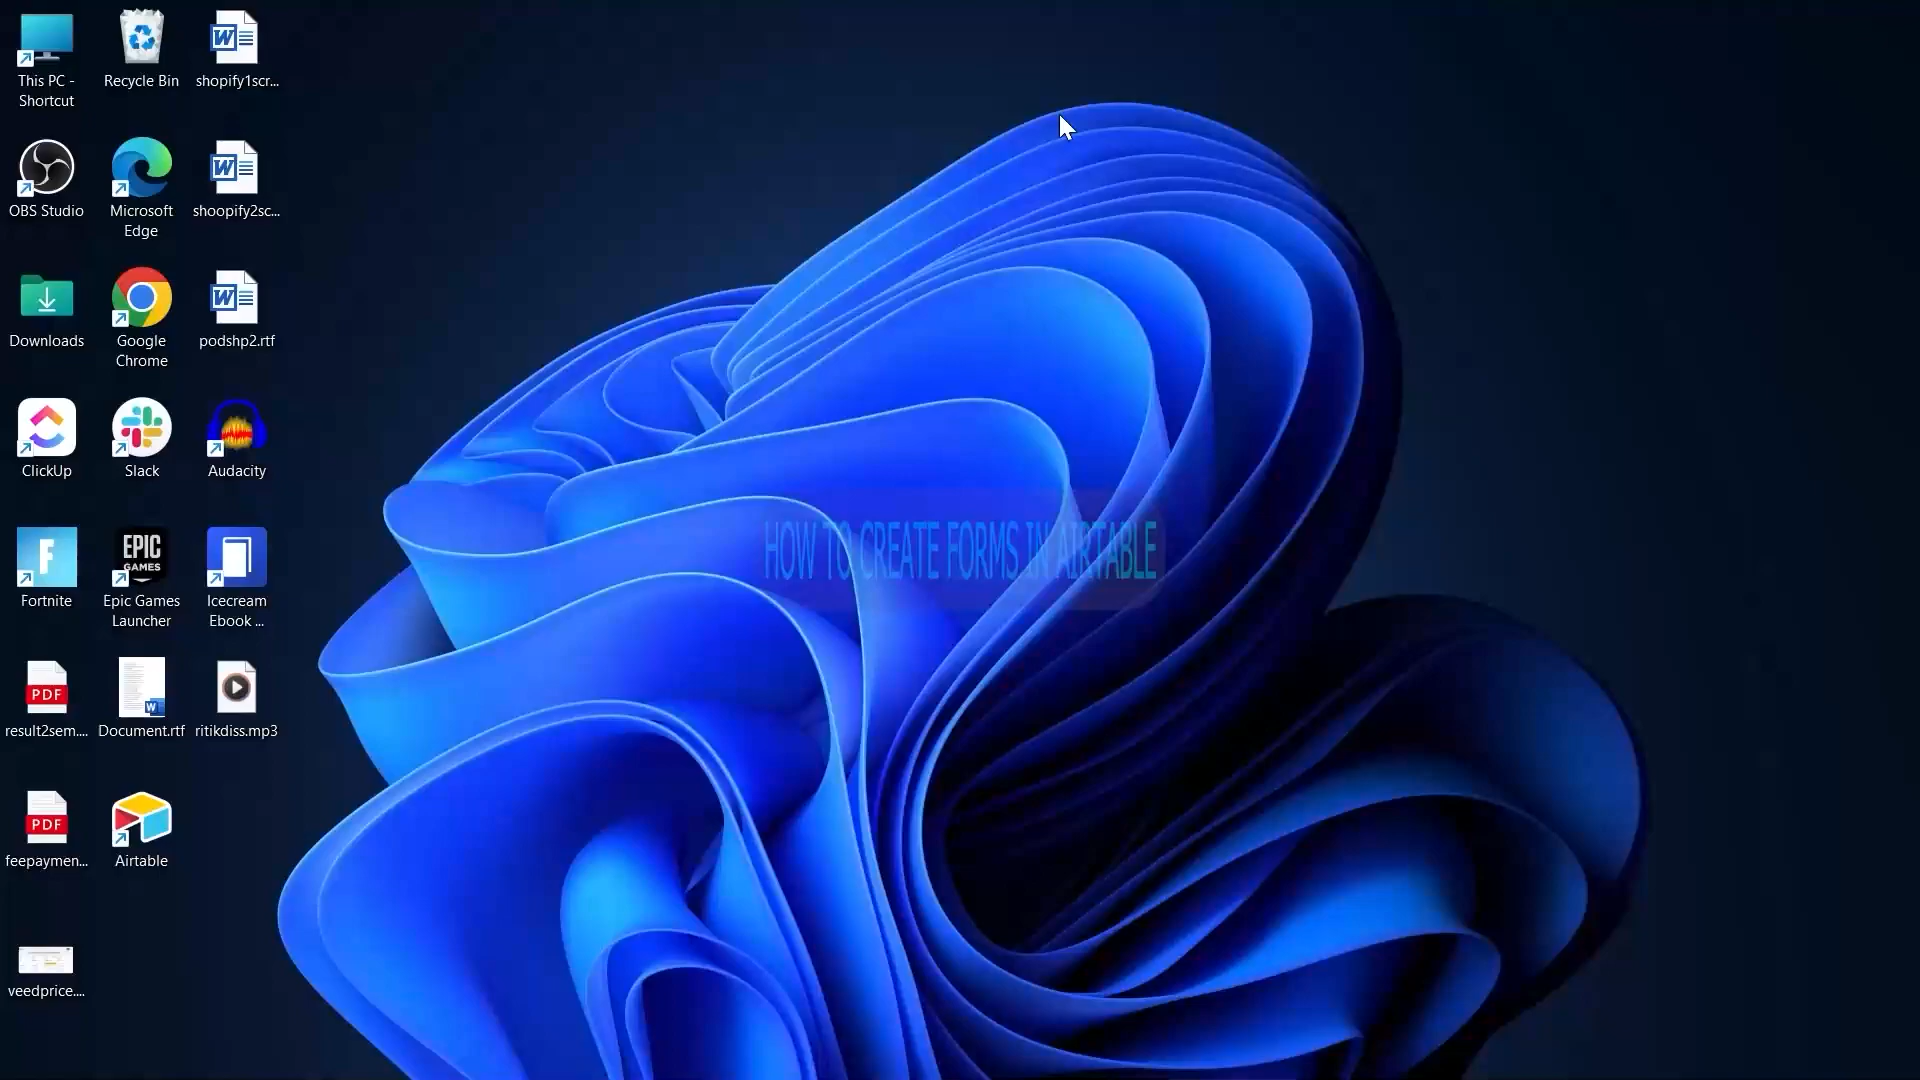 This PC -
Shortcut
Recycle Bin
shopify1scr...
OBS Studio
Microsoft
Edge
shoopify2sc...
Downloads
Google
Chrome
podshp2.rtf
ClickUp
Slack
Audacity
Fortnite
EPIC
GAMES
Epic Games
Launcher
Icecream
Ebook ...
PDF
result2sem....
Document.rtf
ritikdiss.mp3
PDF
feepaymen...
Airtable
veedprice....
HOW TO CREATE FORMS IN AIRTABLE